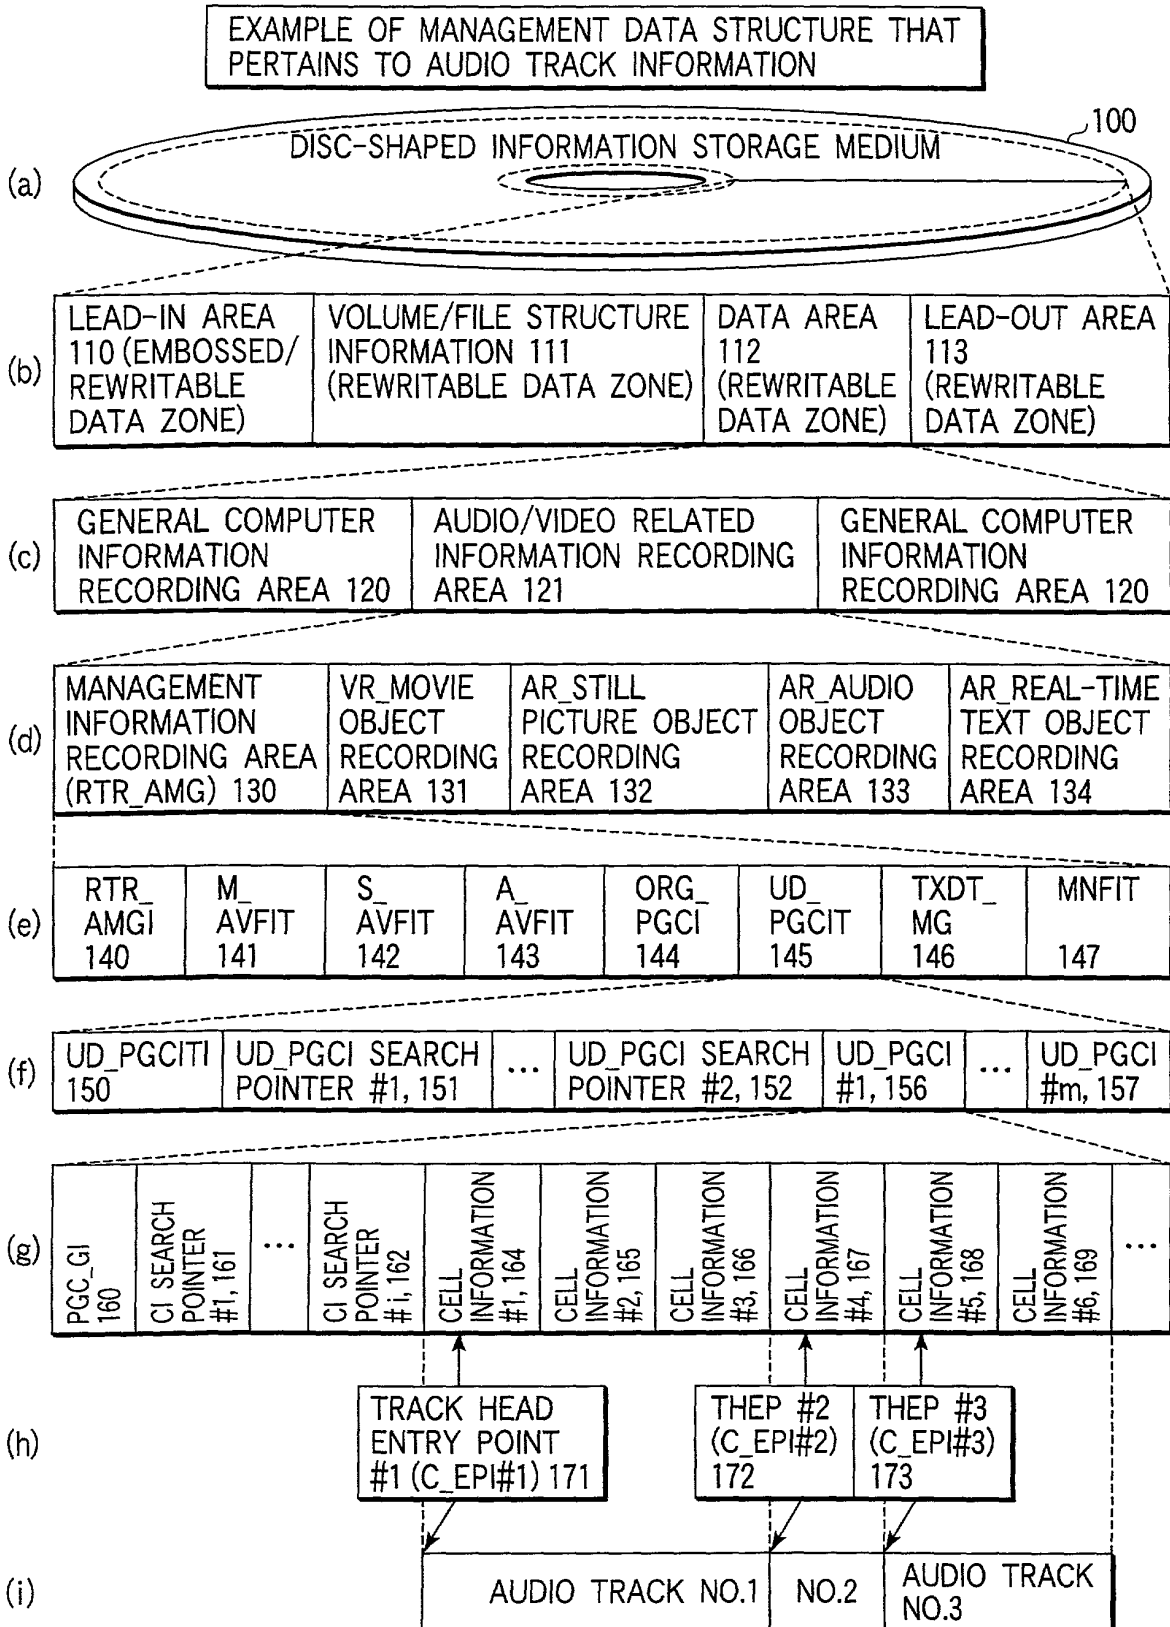 EXAMPLE OF MANAGEMENT DATA STRUCTURE THAT
PERTAINS TO AUDIO TRACK INFORMATION
100
DISC-SHAPED INFORMATION STORAGE MEDIUM
(a)
(b)
LEAD-IN AREA
110 (EMBOSSED/
REWRITABLE
DATA ZONE)
VOLUME/FILE STRUCTURE
INFORMATION 111
(REWRITABLE DATA ZONE)
DATA AREA
112
(REWRITABLE
DATA ZONE)
LEAD-OUT AREA
113
(REWRITABLE
DATA ZONE)
(c)
GENERAL COMPUTER
INFORMATION
RECORDING AREA 120
AUDIO/VIDEO RELATED
INFORMATION RECORDING
AREA 121
GENERAL COMPUTER
INFORMATION
RECORDING AREA 120
(d)
MANAGEMENT
INFORMATION
RECORDING AREA
(RTR_AMG) 130
VR_MOVIE
OBJECT
RECORDING
AREA 131
AR_STILL
PICTURE OBJECT
RECORDING
AREA 132
AR_AUDIO
OBJECT
RECORDING
AREA 133
AR_REAL-TIME
TEXT OBJECT
RECORDING
AREA 134
(e)
RTR_
AMGI
140
M_
AVFIT
141
S_
AVFIT
142
A_
AVFIT
143
ORG_
PGCI
144
UD_
PGCIT
145
TXDT_
MG
146
MNFIT
147
(f)
UD_PGCITI
150
UD_PGCI SEARCH
POINTER #1, 151
...
UD_PGCI SEARCH
POINTER #2, 152
UD_PGCI
#1, 156
...
UD_PGCI
#m, 157
(g)
PGC_GI
160
CI SEARCH
POINTER
#1, 161
...
CI SEARCH
POINTER
# i, 162
CELL
INFORMATION
#1, 164
CELL
INFORMATION
#2, 165
CELL
INFORMATION
#3, 166
CELL
INFORMATION
#4, 167
CELL
INFORMATION
#5, 168
CELL
INFORMATION
#6, 169
...
(h)
TRACK HEAD
ENTRY POINT
#1 (C_EPI#1) 171
THEP #2
(C_EPI#2)
172
THEP #3
(C_EPI#3)
173
(i)
AUDIO TRACK NO.1
NO.2
AUDIO TRACK
NO.3